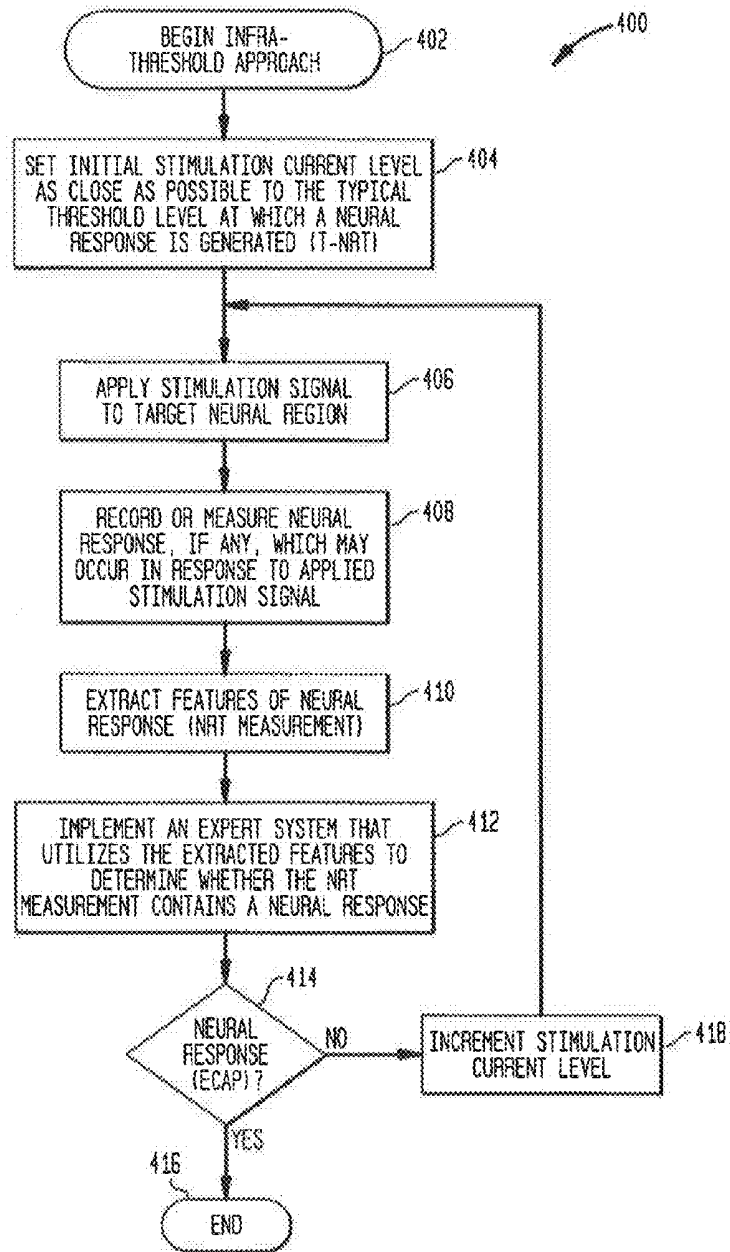 400
BEGIN INFRA-
THRESHOLD APPROACH
402
SET INITIAL STIMULATION CURRENT LEVEL
AS CLOSE AS POSSIBLE TO THE TYPICAL
THRESHOLD LEVEL AT WHICH A NEURAL
RESPONSE IS GENERATED (T-NRT)
404
APPLY STIMULATION SIGNAL
TO TARGET NEURAL REGION
406
RECORD OR MEASURE NEURAL
RESPONSE, IF ANY, WHICH MAY
OCCUR IN RESPONSE TO APPLIED
STIMULATION SIGNAL
408
EXTRACT FEATURES OF NEURAL
RESPONSE (NRT MEASUREMENT)
410
IMPLEMENT AN EXPERT SYSTEM THAT
UTILIZES THE EXTRACTED FEATURES TO
DETERMINE WHETHER THE NRT
MEASUREMENT CONTAINS A NEURAL RESPONSE
412
414
NEURAL
RESPONSE
(ECAP)?
NO
INCREMENT STIMULATION
CURRENT LEVEL
418
YES
416
END